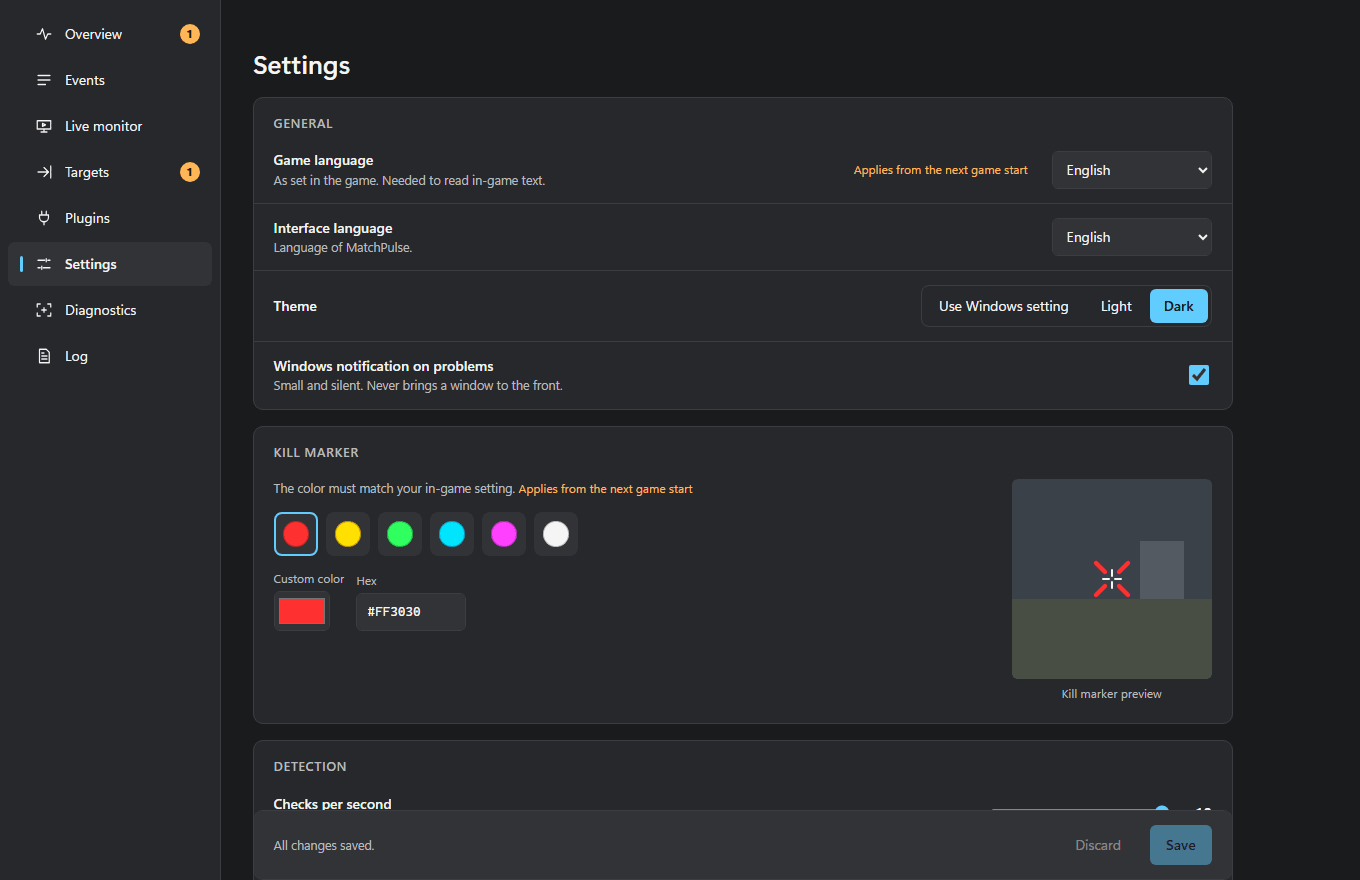 Overview 1
Events
Live monitor
Targets 1
Plugins
Settings
Diagnostics
Log
Settings
GENERAL
Game language
As set in the game. Needed to read in-game text.
Applies from the next game start
English
Interface language
Language of MatchPulse.
English
Theme
Use Windows setting Light Dark
Windows notification on problems
Small and silent. Never brings a window to the front.
KILL MARKER
The color must match your in-game setting. Applies from the next game start
Custom color Hex
#FF3030
Kill marker preview
DETECTION
Checks per second
All changes saved.
Discard Save